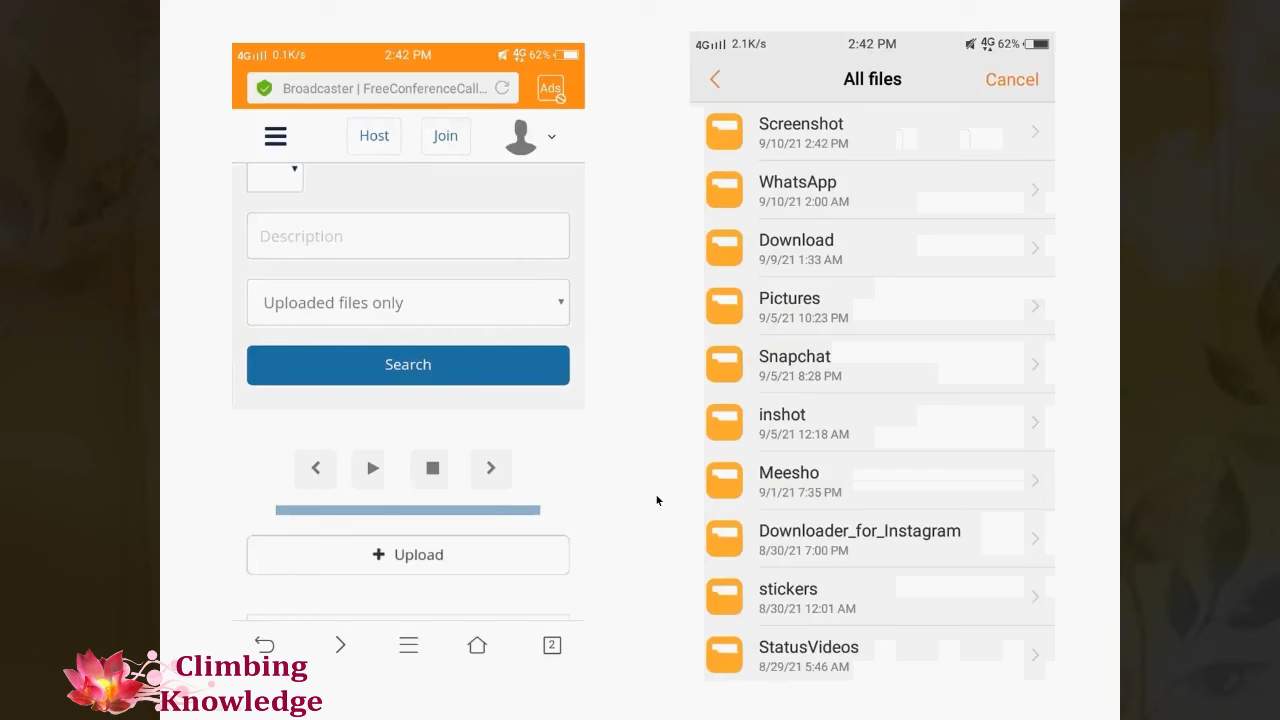 4G 0.1K/s 2:42 PM 4G 62%
Broadcaster | FreeConferenceCall... Ads
Host Join
Description
Uploaded files only
Search
+ Upload
2
4G 2.1K/s 2:42 PM 4G 62%
All files Cancel
Screenshot
9/10/21 2:42 PM
WhatsApp
9/10/21 2:00 AM
Download
9/9/21 1:33 AM
Pictures
9/5/21 10:23 PM
Snapchat
9/5/21 8:28 PM
inshot
9/5/21 12:18 AM
Meesho
9/1/21 7:35 PM
Downloader_for_Instagram
8/30/21 7:00 PM
stickers
8/30/21 12:01 AM
StatusVideos
8/29/21 5:46 AM
Climbing
Knowledge